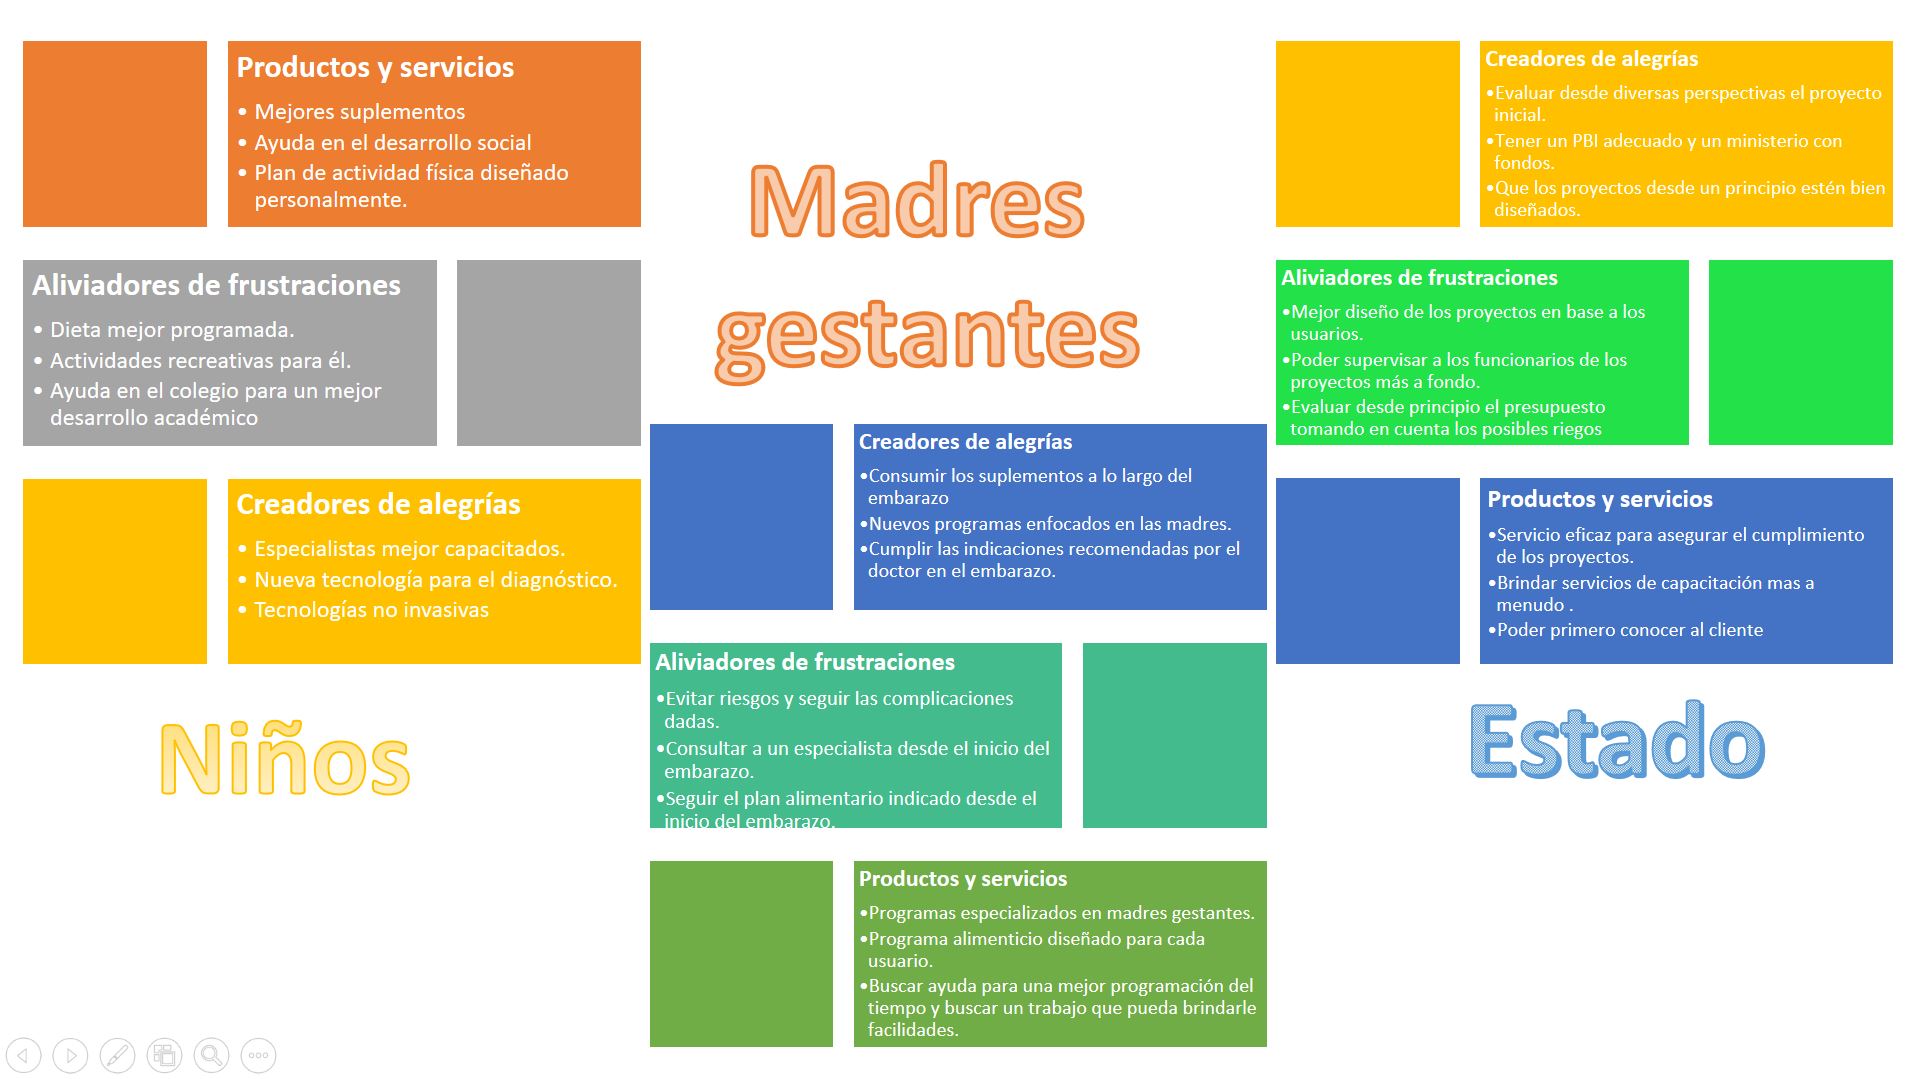 Productos y servicios
• Mejores suplementos
• Ayuda en el desarrollo social
• Plan de actividad física diseñado
personalmente.
Aliviadores de frustraciones
• Dieta mejor programada.
• Actividades recreativas para él.
• Ayuda en el colegio para un mejor
desarrollo académico
Creadores de alegrías
• Especialistas mejor capacitados.
• Nueva tecnología para el diagnóstico.
• Tecnologías no invasivas
Niños
Madres
gestantes
Creadores de alegrías
•Consumir los suplementos a lo largo del
embarazo
•Nuevos programas enfocados en las madres.
•Cumplir las indicaciones recomendadas por el
doctor en el embarazo.
Aliviadores de frustraciones
•Evitar riesgos y seguir las complicaciones
dadas.
•Consultar a un especialista desde el inicio del
embarazo.
•Seguir el plan alimentario indicado desde el
inicio del embarazo.
Productos y servicios
•Programas especializados en madres gestantes.
•Programa alimenticio diseñado para cada
usuario.
•Buscar ayuda para una mejor programación del
tiempo y buscar un trabajo que pueda brindarle
facilidades.
Creadores de alegrías
•Evaluar desde diversas perspectivas el proyecto
inicial.
•Tener un PBI adecuado y un ministerio con
fondos.
•Que los proyectos desde un principio estén bien
diseñados.
Aliviadores de frustraciones
•Mejor diseño de los proyectos en base a los
usuarios.
•Poder supervisar a los funcionarios de los
proyectos más a fondo.
•Evaluar desde principio el presupuesto
tomando en cuenta los posibles riegos
Productos y servicios
•Servicio eficaz para asegurar el cumplimiento
de los proyectos.
•Brindar servicios de capacitación mas a
menudo .
•Poder primero conocer al cliente
Estado